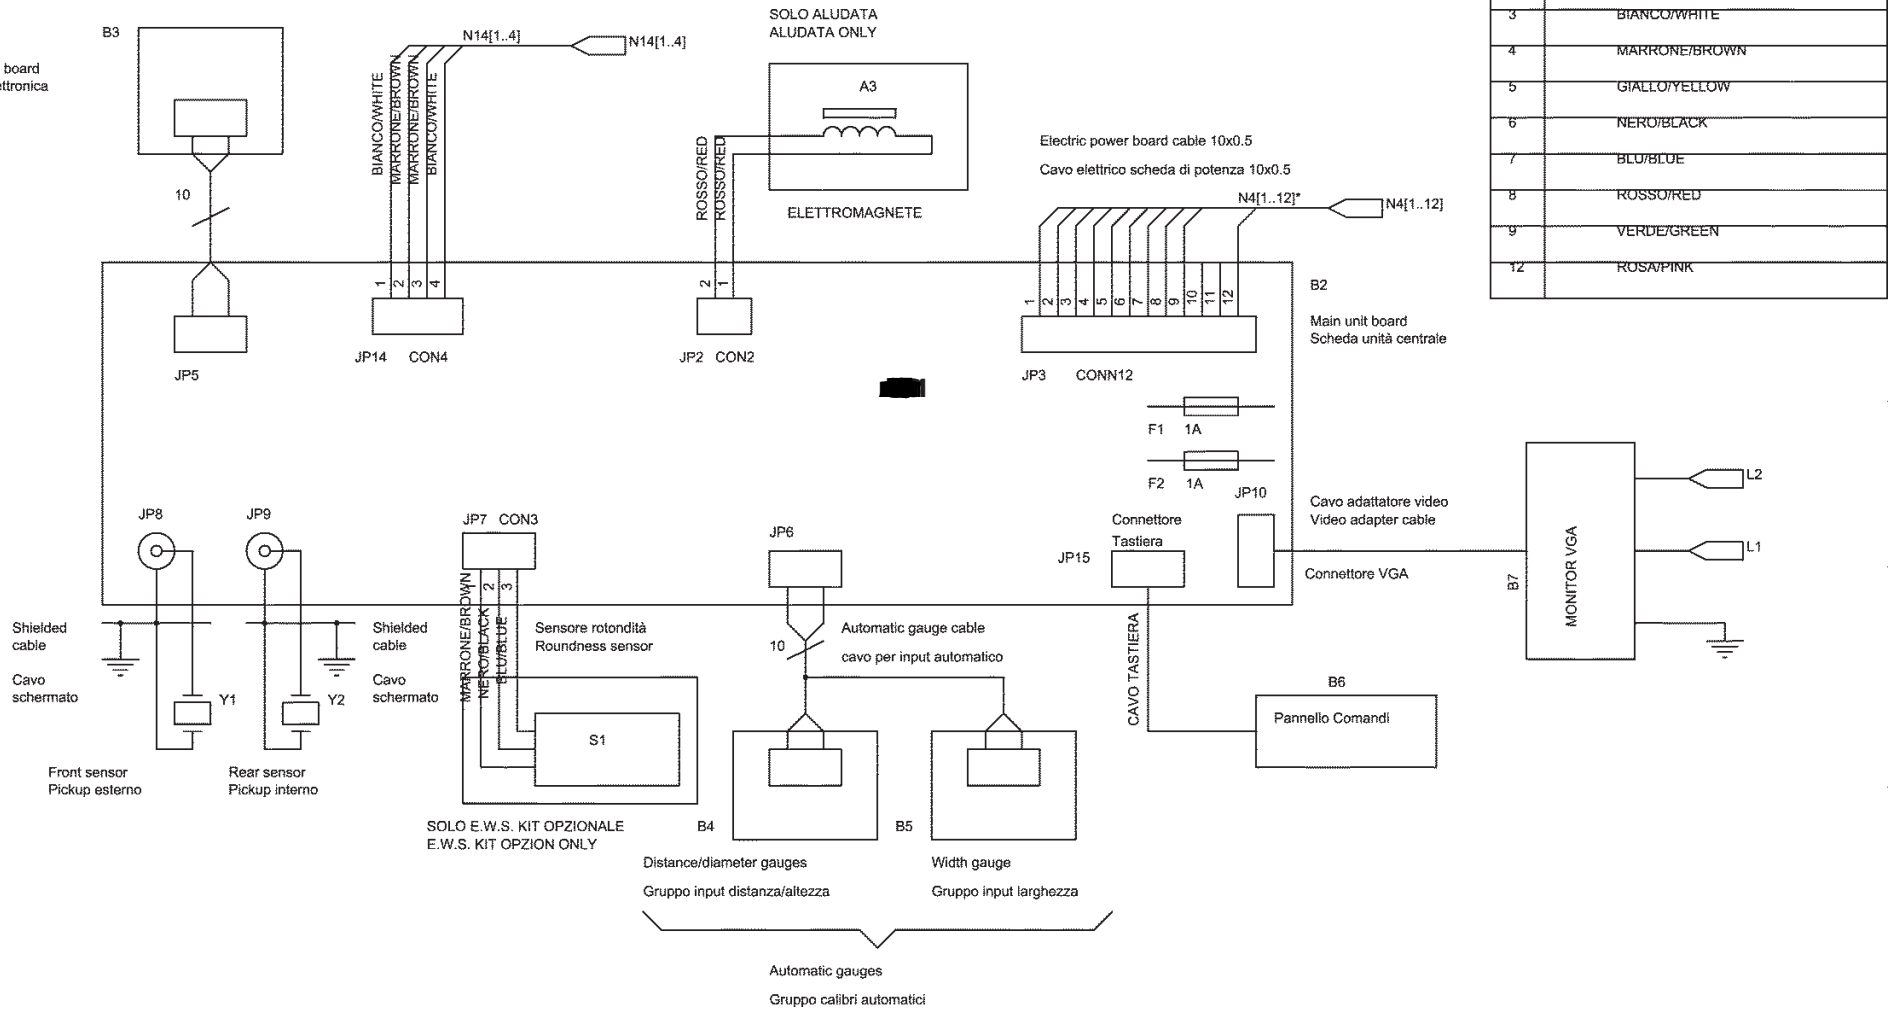 SOLO ALUDATA
ALUDATA ONLY
B3
board
ettronica
10
JP5
N14[1..4]
N14[1..4]
BIANCO/WHITE
MARRONE/BROWN
MARRONE/BROWN
BIANCO/WHITE
1
2
3
4
JP14 CON4
A3
ROSSO/RED
ROSSO/RED
ELETTROMAGNETE
2
1
JP2 CON2
Electric power board cable 10x0.5
Cavo elettrico scheda di potenza 10x0.5
N4[1..12]*
N4[1..12]
1
2
3
4
5
6
7
8
9
10
11
12
JP3 CONN12
3 BIANCO/WHITE
4 MARRONE/BROWN
5 GIALLO/YELLOW
6 NERO/BLACK
7 BLU/BLUE
8 ROSSO/RED
9 VERDE/GREEN
12 ROSA/PINK
B2
Main unit board
Scheda unità centrale
F1 1A
F2 1A
JP10
Cavo adattatore video
Video adapter cable
Connettore VGA
B7
MONITOR VGA
L2
L1
JP8
JP9
Shielded
cable
Cavo
schermato
Shielded
cable
Cavo
schermato
Y1
Y2
Front sensor
Pickup esterno
Rear sensor
Pickup interno
JP7 CON3
1
2
3
MARRONE/BROWN
NERO/BLACK
BLU/BLUE
Sensore rotondità
Roundness sensor
S1
SOLO E.W.S. KIT OPZIONALE
E.W.S. KIT OPZION ONLY
JP6
10
Automatic gauge cable
cavo per input automatico
B4
Distance/diameter gauges
Gruppo input distanza/altezza
B5
Width gauge
Gruppo input larghezza
Automatic gauges
Gruppo calibri automatici
Connettore
Tastiera
JP15
CAVO TASTIERA
B6
Pannello Comandi